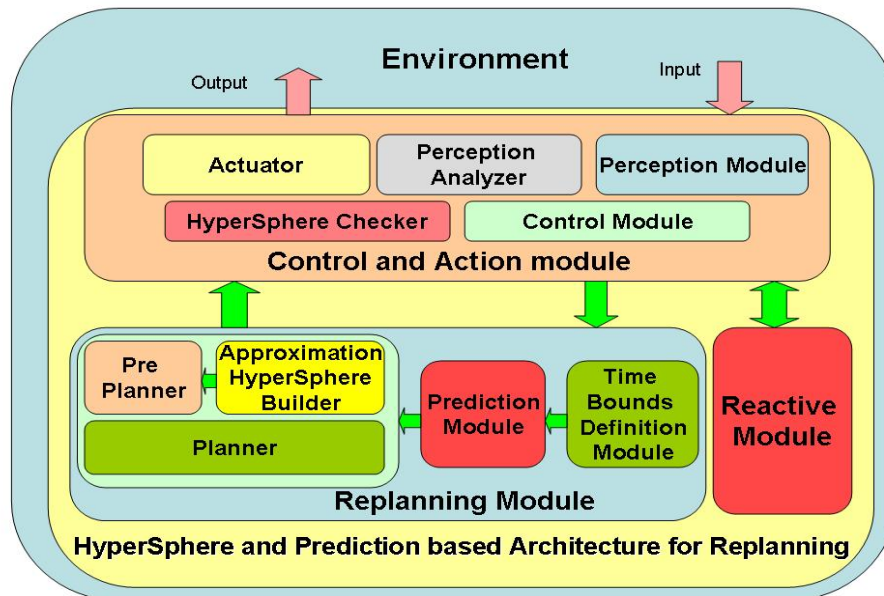 Environment
Output
Input
Actuator
Perception
Analyzer
Perception Module
HyperSphere Checker
Control Module
Control and Action module
Pre
Planner
Approximation
HyperSphere
Builder
Planner
Prediction
Module
Time
Bounds
Definition
Module
Reactive
Module
Replanning Module
HyperSphere and Prediction based Architecture for Replanning